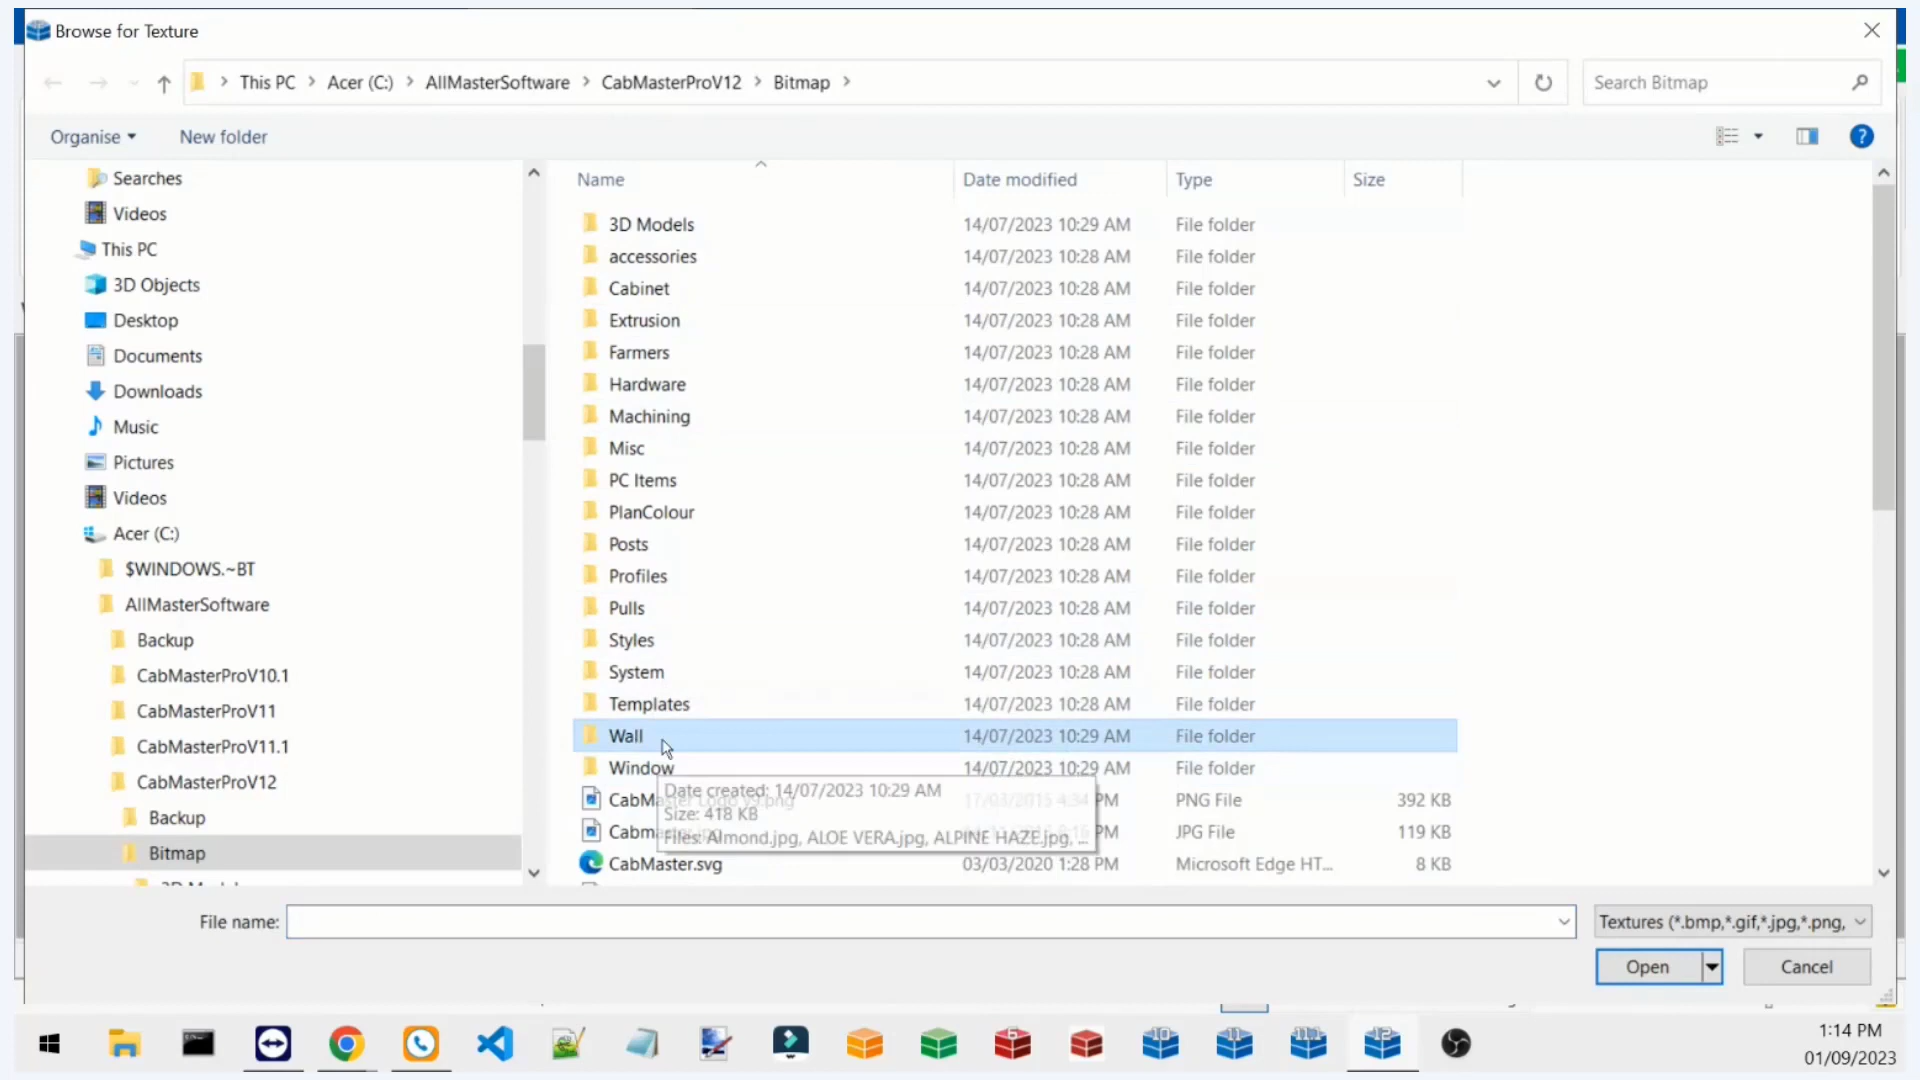 Browse for Texture
This PC > Acer (C:) > AllMasterSoftware > CabMasterProV12 > Bitmap >
Search Bitmap
Organise
New folder
?
Searches
Videos
This PC
3D Objects
Desktop
Documents
Downloads
Music
Pictures
Videos
Acer (C:)
$WINDOWS.~BT
AllMasterSoftware
Backup
CabMasterProV10.1
CabMasterProV11
CabMasterProV11.1
CabMasterProV12
Backup
Bitmap
Name Date modified Type Size
3D Models 14/07/2023 10:29 AM File folder
accessories 14/07/2023 10:28 AM File folder
Cabinet 14/07/2023 10:28 AM File folder
Extrusion 14/07/2023 10:28 AM File folder
Farmers 14/07/2023 10:28 AM File folder
Hardware 14/07/2023 10:28 AM File folder
Machining 14/07/2023 10:28 AM File folder
Misc 14/07/2023 10:28 AM File folder
PC Items 14/07/2023 10:28 AM File folder
PlanColour 14/07/2023 10:28 AM File folder
Posts 14/07/2023 10:28 AM File folder
Profiles 14/07/2023 10:28 AM File folder
Pulls 14/07/2023 10:28 AM File folder
Styles 14/07/2023 10:28 AM File folder
System 14/07/2023 10:28 AM File folder
Templates 14/07/2023 10:28 AM File folder
Wall 14/07/2023 10:29 AM File folder
Window 14/07/2023 10:29 AM File folder
Date created: 14/07/2023 10:29 AM
PM PNG File 392 KB
Size: 418 KB
PM JPG File 119 KB
Files: Almond.jpg, ALOE VERA.jpg, ALPINE HAZE.jpg, ...
CabMaster.svg 03/03/2020 1:28 PM Microsoft Edge HT... 8 KB
File name:
Textures (*.bmp,*.gif,*.jpg,*.png,
Open
Cancel
1:14 PM
01/09/2023